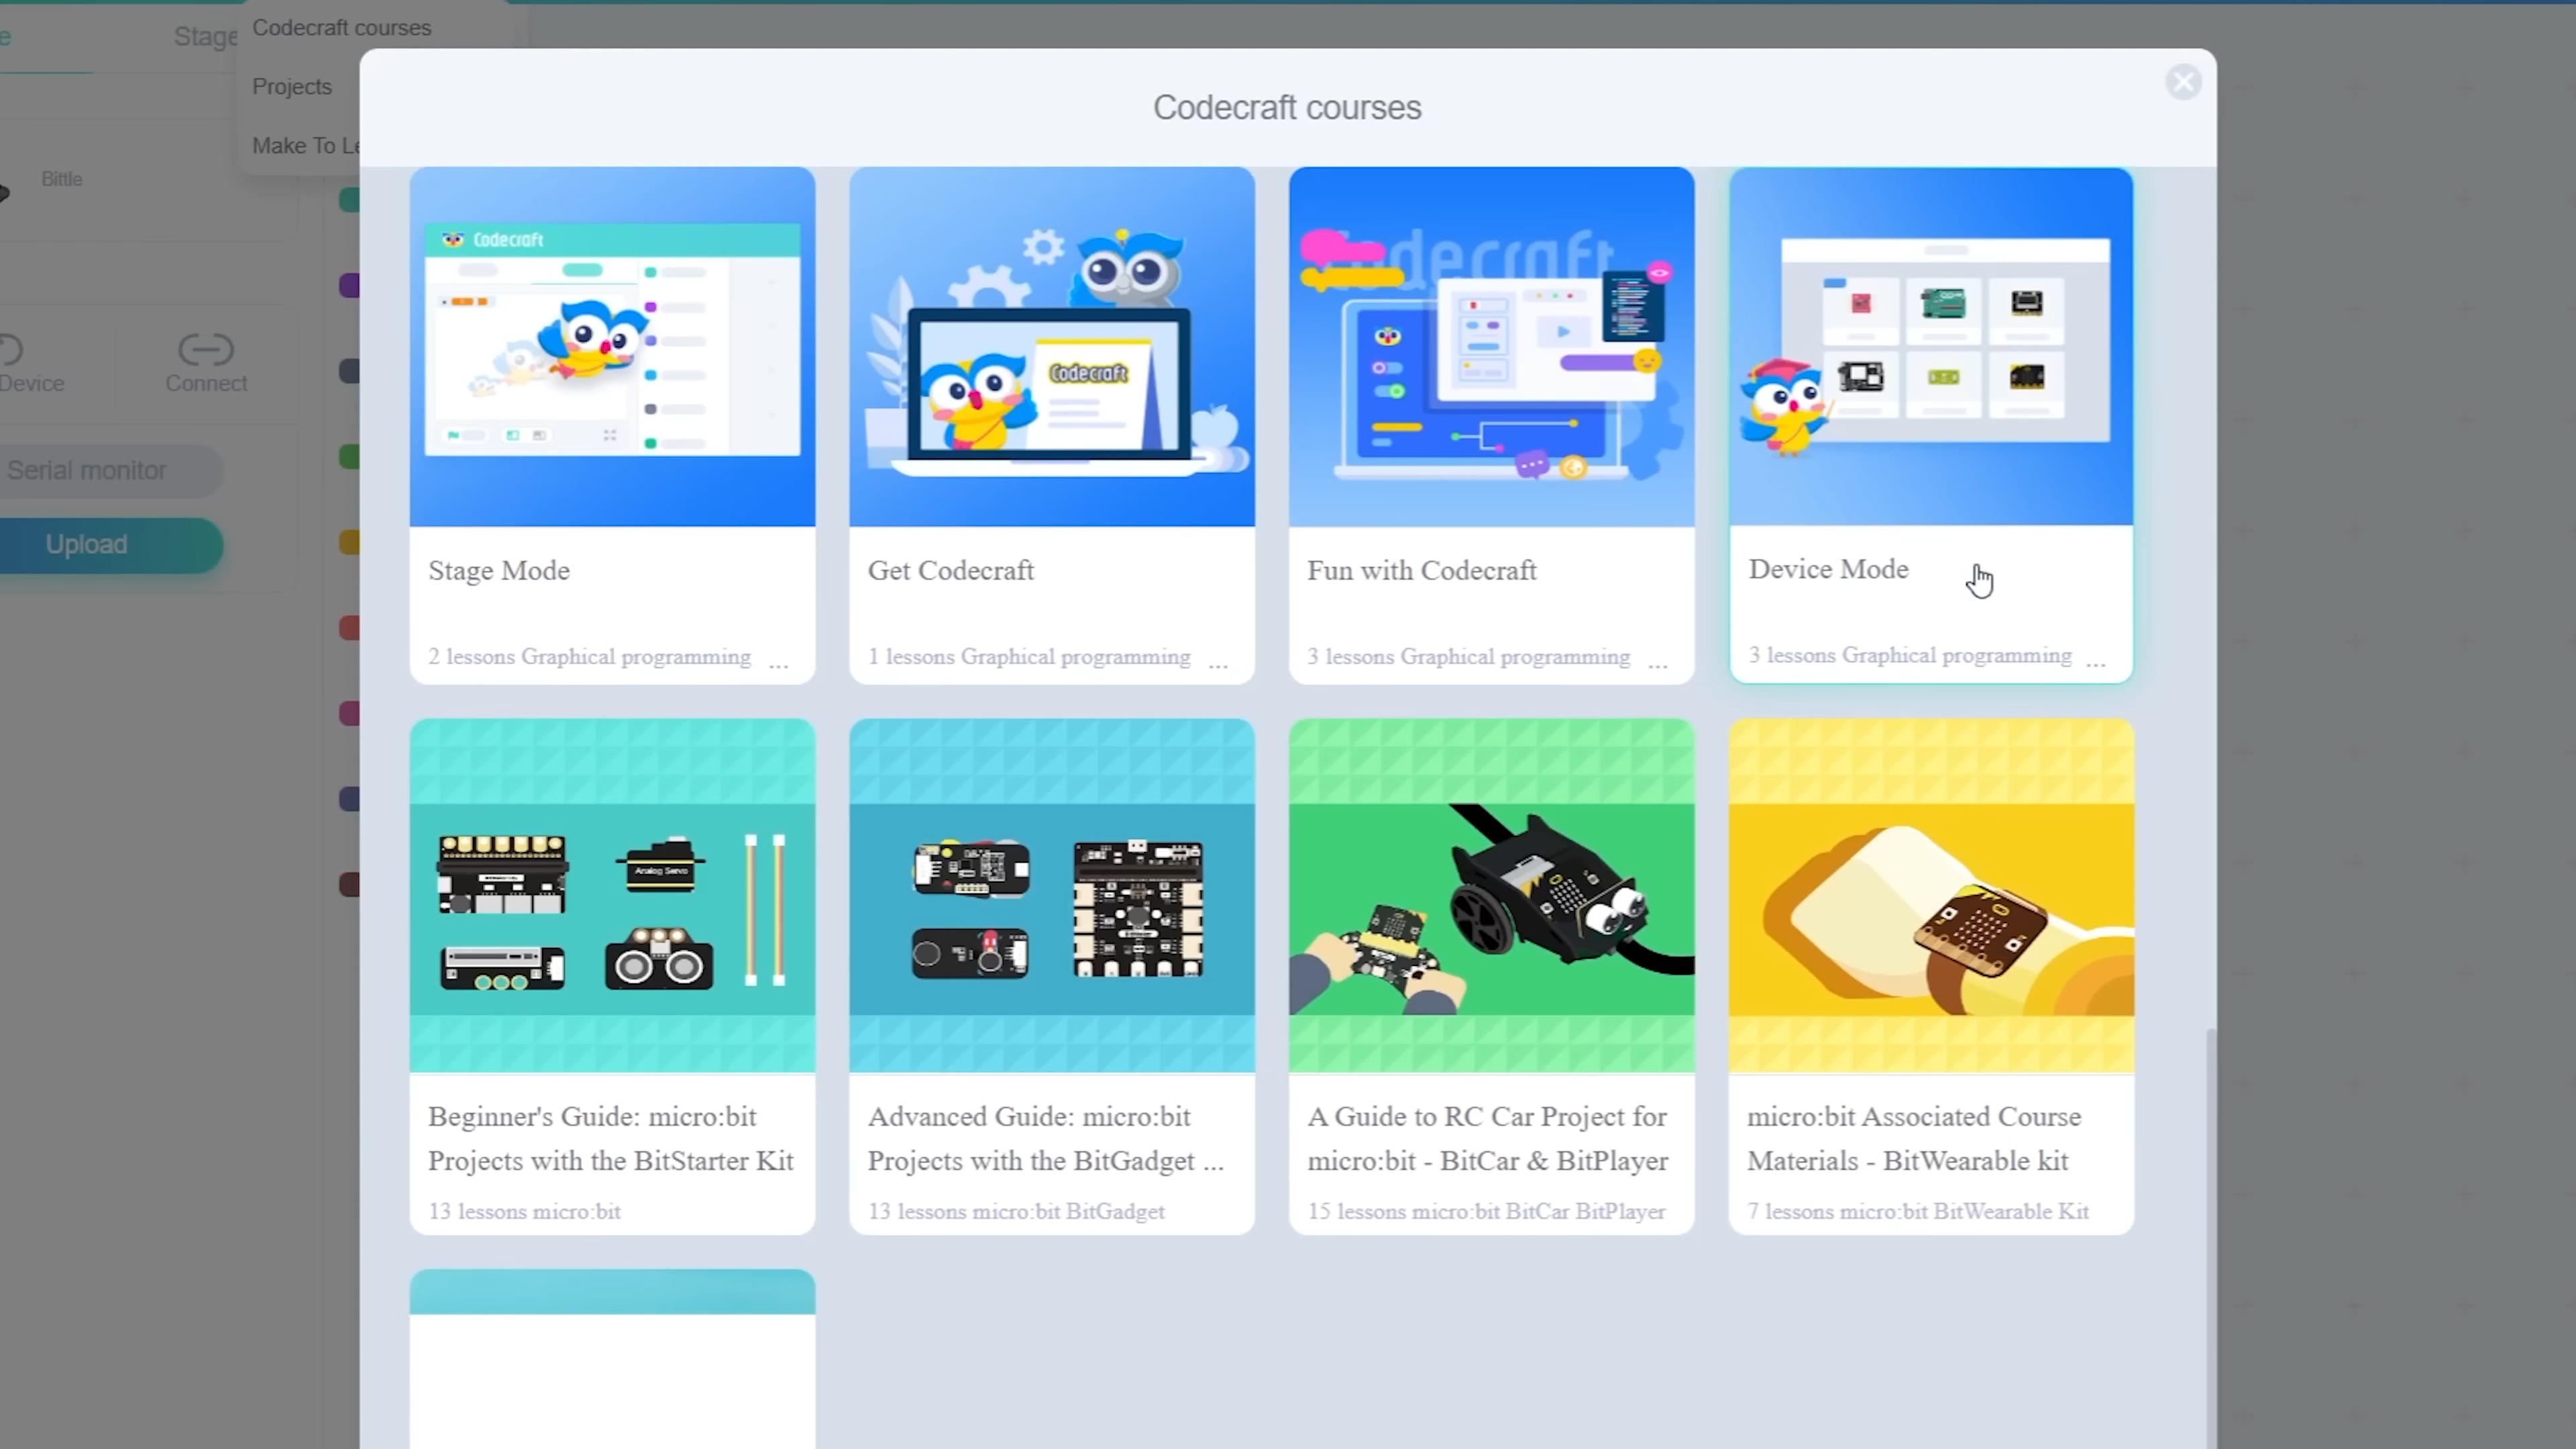 Codecraft courses
Stage
Projects
Make To Le
Bittle
Device
Connect
Serial monitor
Upload
Codecraft courses
Codecraft
Codecraft
Codecraft
Stage Mode
2 lessons Graphical programming ...
Get Codecraft
1 lessons Graphical programming ...
Fun with Codecraft
3 lessons Graphical programming ...
Device Mode
3 lessons Graphical programming ...
Analog Servo
Beginner's Guide: micro:bit
Projects with the BitStarter Kit
13 lessons micro:bit
Advanced Guide: micro:bit
Projects with the BitGadget ...
13 lessons micro:bit BitGadget
A Guide to RC Car Project for
micro:bit - BitCar & BitPlayer
15 lessons micro:bit BitCar BitPlayer
micro:bit Associated Course
Materials - BitWearable kit
7 lessons micro:bit BitWearable Kit